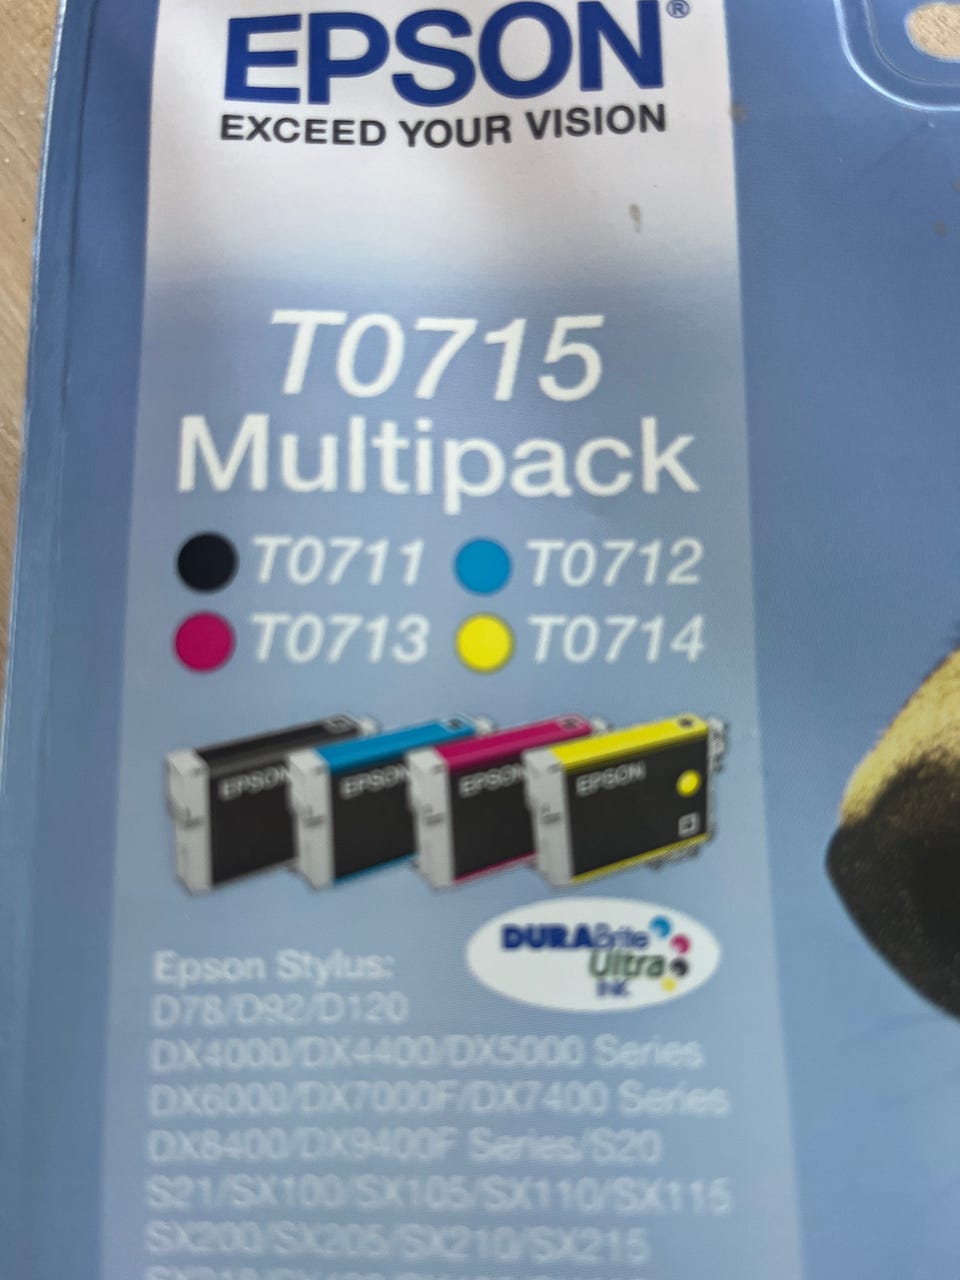 EPSON®
EXCEED YOUR VISION
T0715
Multipack
T0711 T0712
T0713 T0714
EPSON EPSON EPSON EPSON
DURABrite
Ultra
INK
Epson Stylus:
D78/D92/D120
DX4000/DX4400/DX5000 Series
DX6000/DX7000F/DX7400 Series
DX8400/DX9400F Series/S20
S21/SX100/SX105/SX110/SX115
SX200/SX205/SX210/SX215